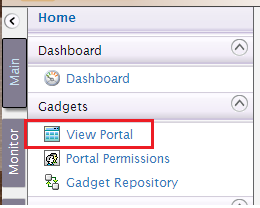 Home
Main
Dashboard
Dashboard
Gadgets
Monitor
View Portal
Portal Permissions
Gadget Repository